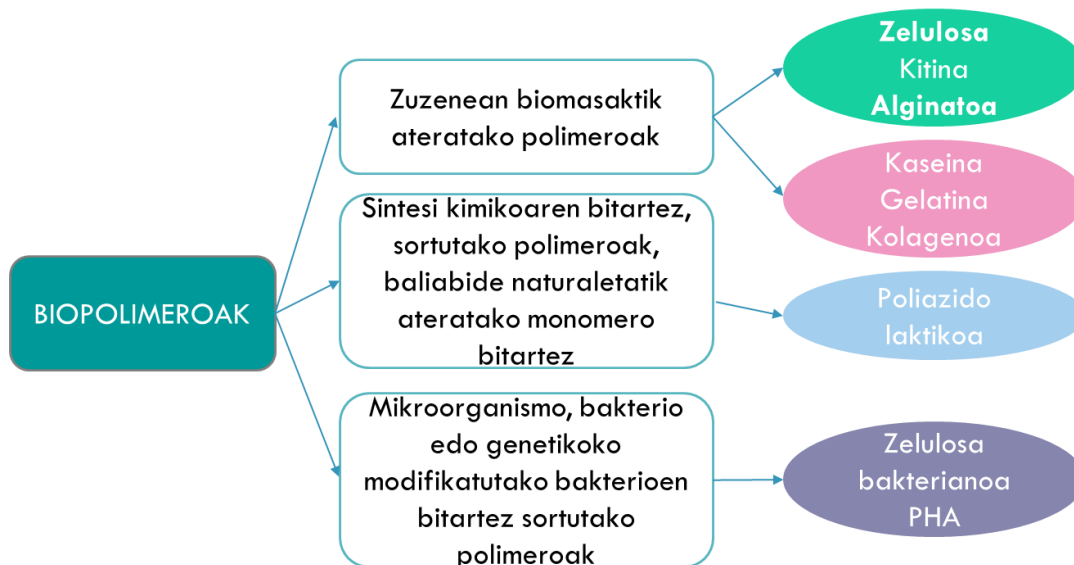 BIOPOLIMEROAK
Zuzenean biomasaktik
ateratako polimeroak
Zelulosa
Kitina
Alginatoa
Kaseina
Gelatina
Kolagenoa
Sintesi kimikoaren bitartez,
sortutako polimeroak,
baliabide naturaletatik
ateratako monomero
bitartez
Poliazido
laktikoa
Mikroorganismo, bakterio
edo genetikoko
modifikatutako bakterioen
bitartez sortutako
polimeroak
Zelulosa
bakterianoa
PHA